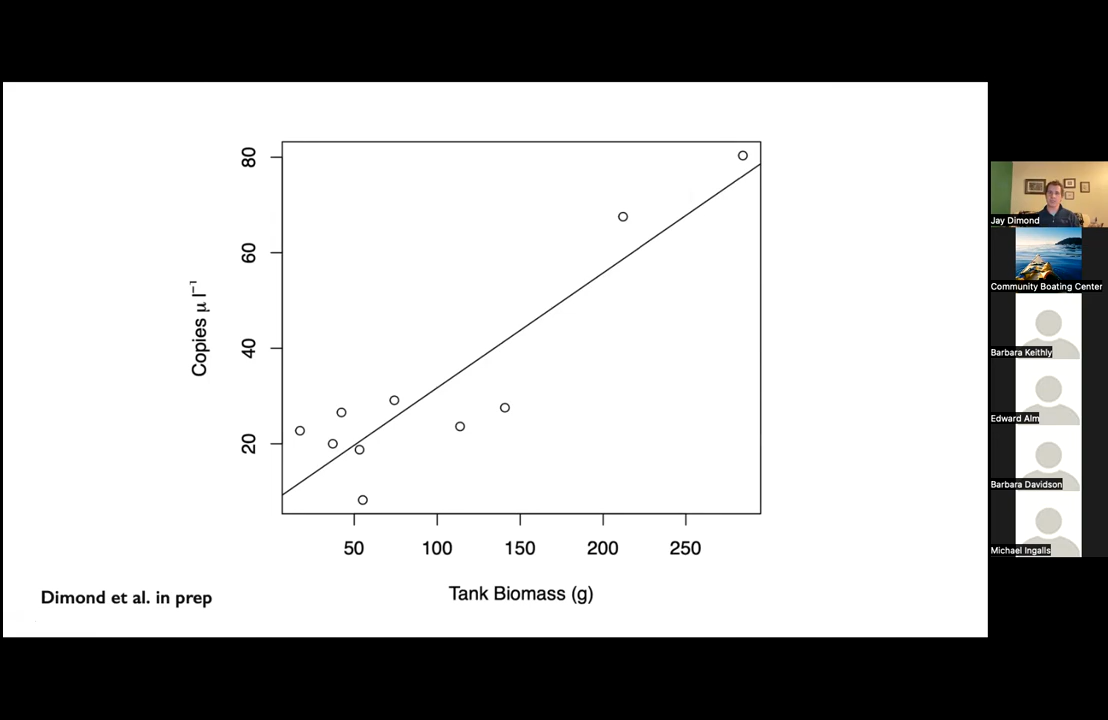 80
60
40
20
Copies μ l⁻¹
50 100 150 200 250
Tank Biomass (g)
Dimond et al. in prep
Jay Dimond
Community Boating Center
Barbara Keithly
Edward Alm
Barbara Davidson
Michael Ingalls